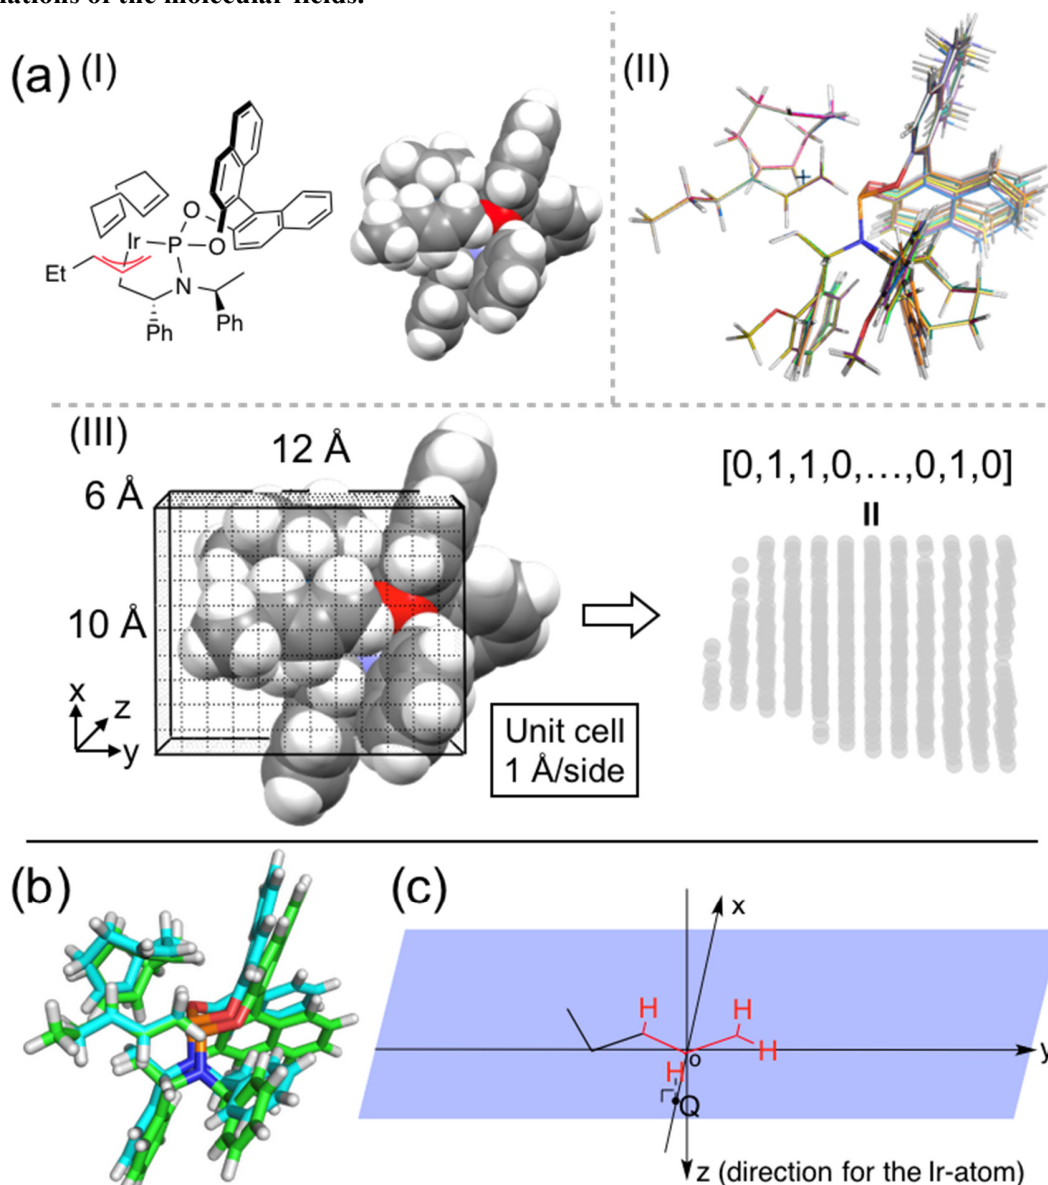 nations of the molecular fields.
(a) (I)
(II)
O
Ir P O
Et
N
Ph
Ph
(III)
12 Å
6 Å
10 Å
x
z
y
Unit cell
1 Å/side
[0,1,1,0,…,0,1,0]
=
(b)
(c)
x
H
H
H
H
o
y
Q
z (direction for the Ir-atom)